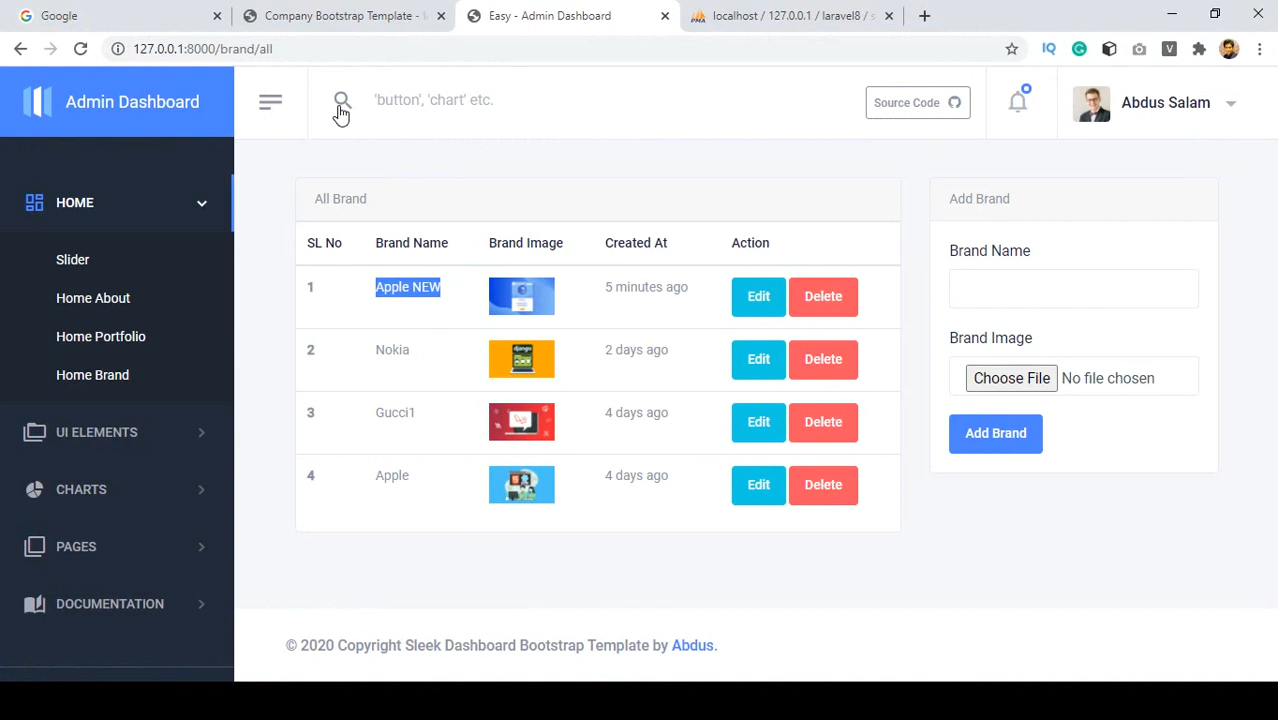 Google
Company Bootstrap Template -
Easy - Admin Dashboard
localhost / 127.0.0.1 / laravel8 / s
127.0.0.1:8000/brand/all
Admin Dashboard
'button', 'chart' etc.
Source Code
Abdus Salam
HOME
Slider
Home About
Home Portfolio
Home Brand
UI ELEMENTS
CHARTS
PAGES
DOCUMENTATION
All Brand
SL No Brand Name Brand Image Created At Action
1 Apple NEW 5 minutes ago Edit Delete
2 Nokia django 2 days ago Edit Delete
3 Gucci1 4 days ago Edit Delete
4 Apple 4 days ago Edit Delete
Add Brand
Brand Name
Brand Image
Choose File No file chosen
Add Brand
© 2020 Copyright Sleek Dashboard Bootstrap Template by Abdus.